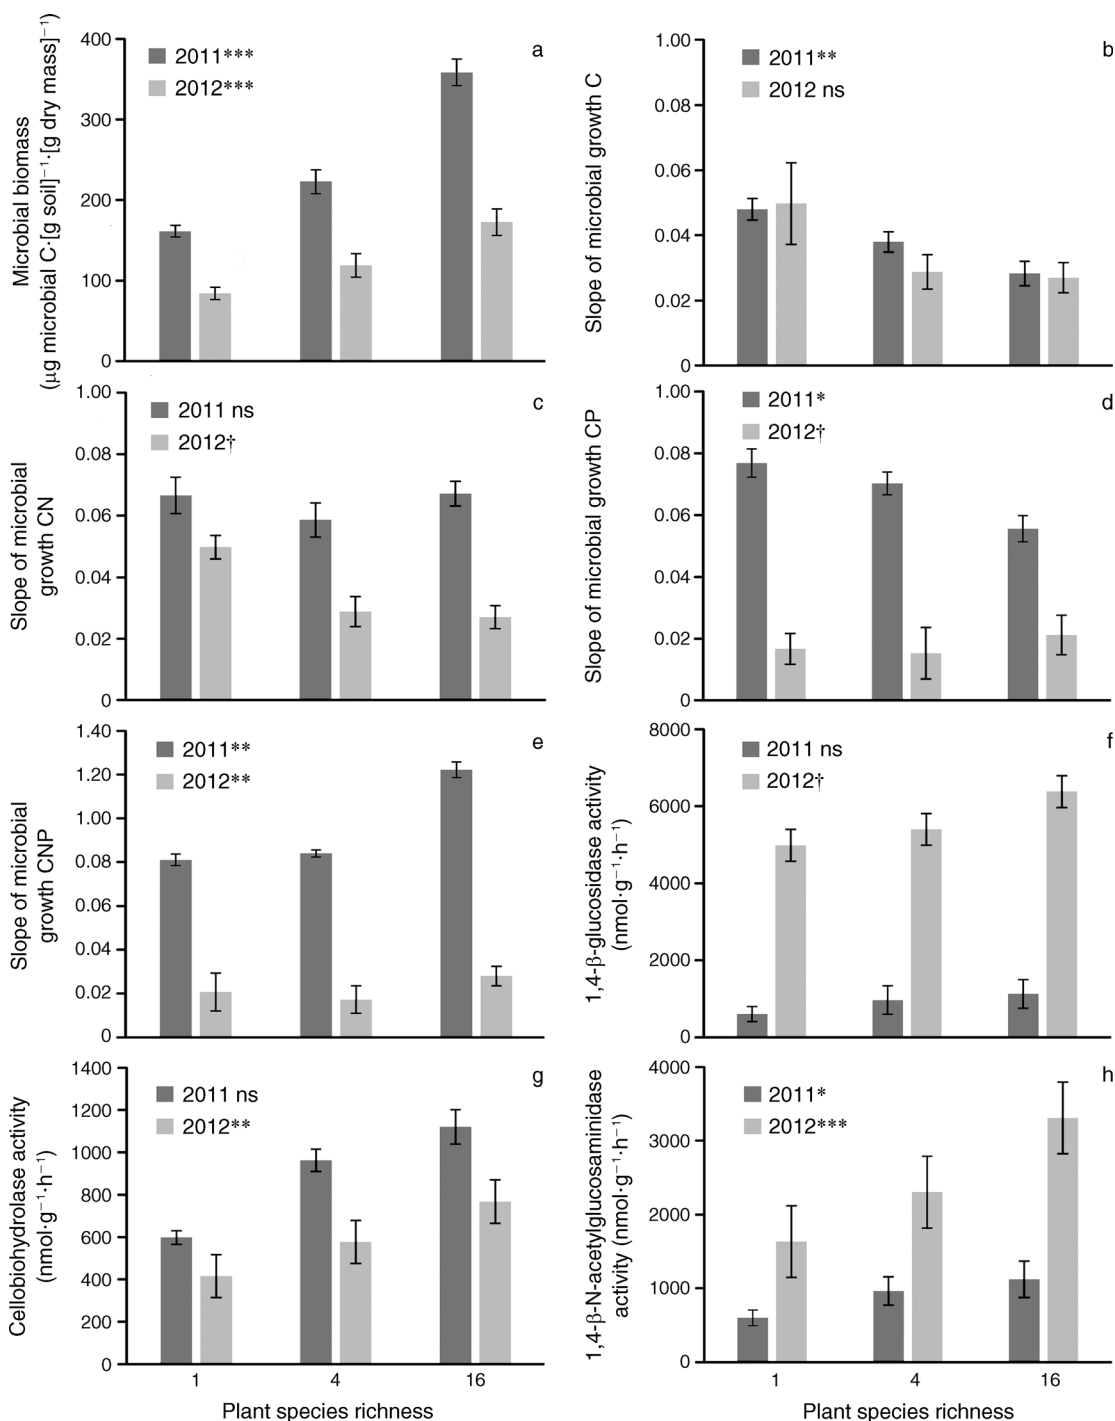 Microbial biomass
(µg microbial C·[g soil]⁻¹·[g dry mass]⁻¹
400
300
200
100
0
2011***
2012***
a
Slope of microbial growth C
1.00
0.08
0.06
0.04
0.02
0
2011**
2012 ns
b
Slope of microbial
growth CN
1.00
0.08
0.06
0.04
0.02
0
2011 ns
2012†
c
Slope of microbial growth CP
1.00
0.08
0.06
0.04
0.02
0
2011*
2012†
d
Slope of microbial
growth CNP
1.40
1.20
1.00
0.08
0.06
0.04
0.02
0
2011**
2012**
e
1,4-β-glucosidase activity
(nmol·g⁻¹·h⁻¹)
8000
6000
4000
2000
0
2011 ns
2012†
f
Cellobiohydrolase activity
(nmol·g⁻¹·h⁻¹)
1400
1200
1000
800
600
400
200
0
2011 ns
2012**
g
1 4 16
Plant species richness
1,4-β-N-acetylglucosaminidase
activity (nmol·g⁻¹·h⁻¹)
4000
3000
2000
1000
0
2011*
2012***
h
1 4 16
Plant species richness